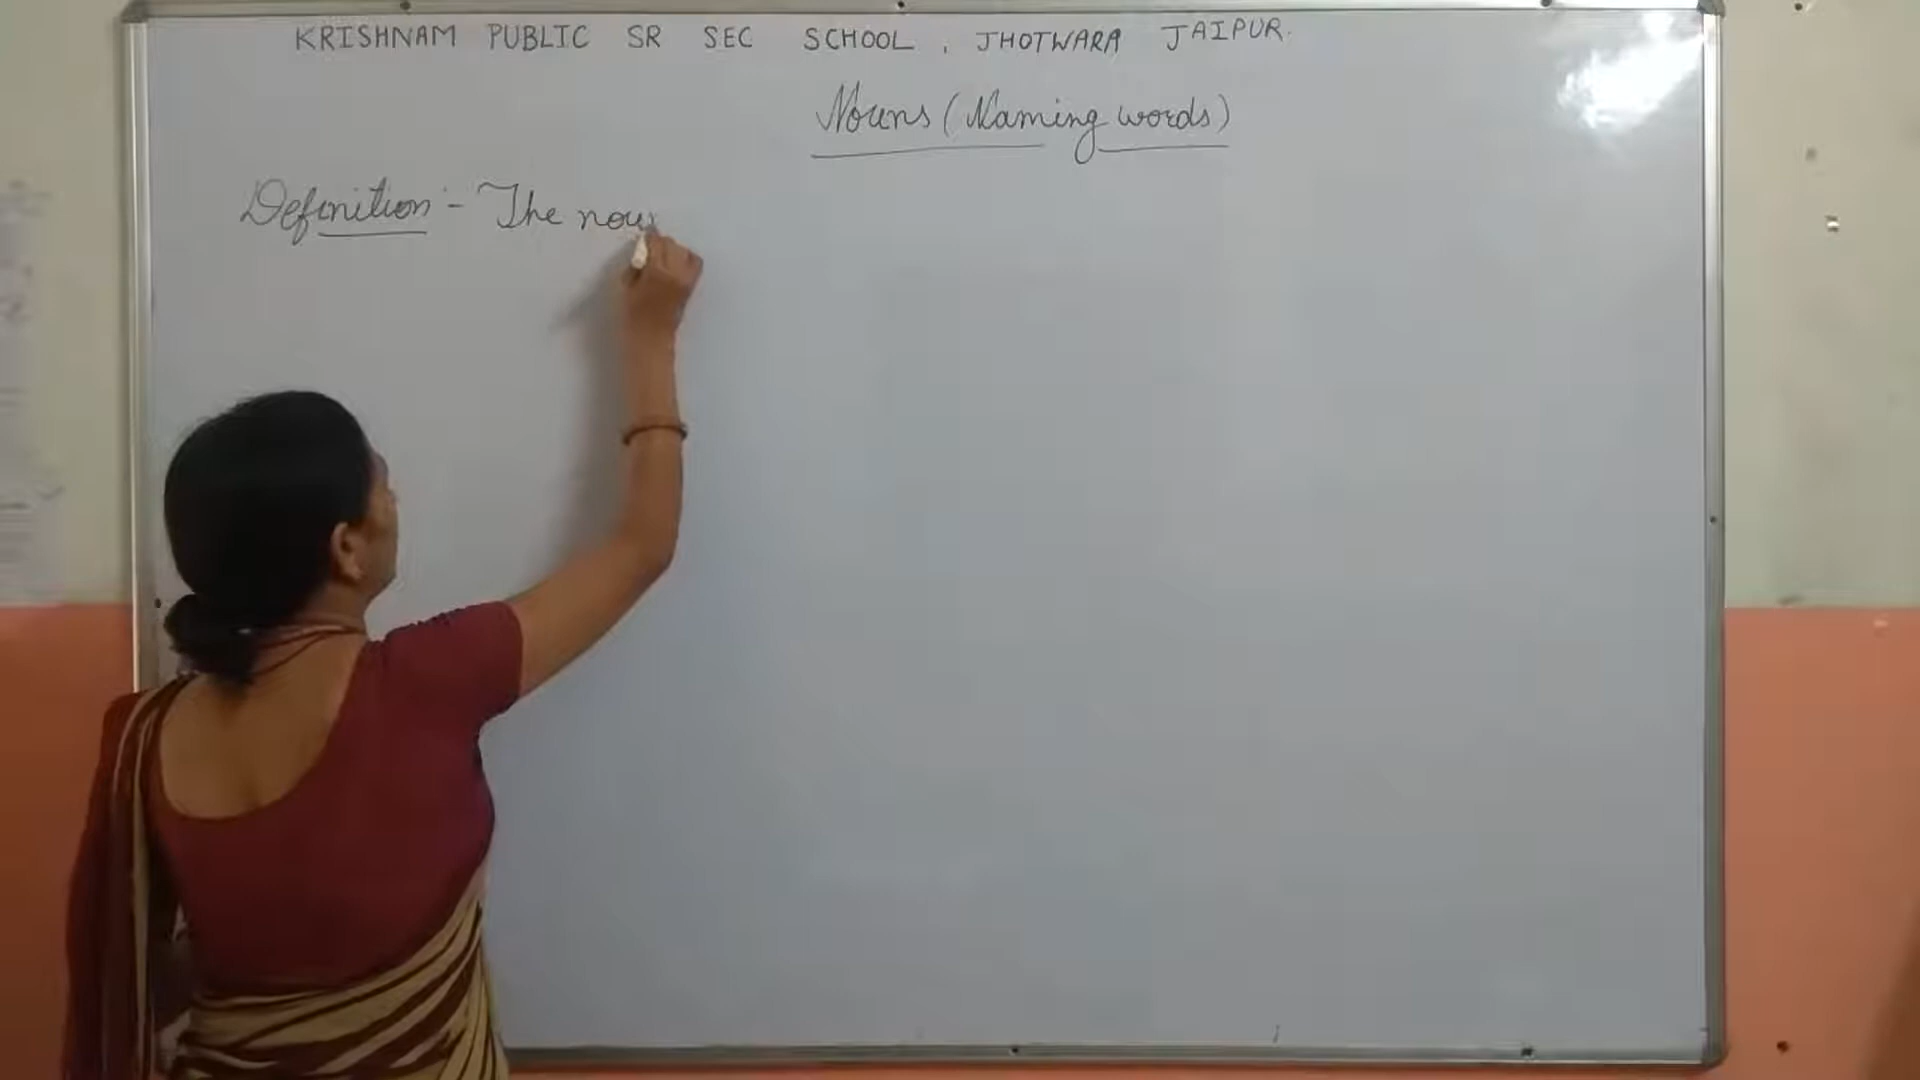 KRISHNAM PUBLIC SR SEC SCHOOL , JHOTWARA JAIPUR.
Nouns (Naming words)
Definition :- The nou